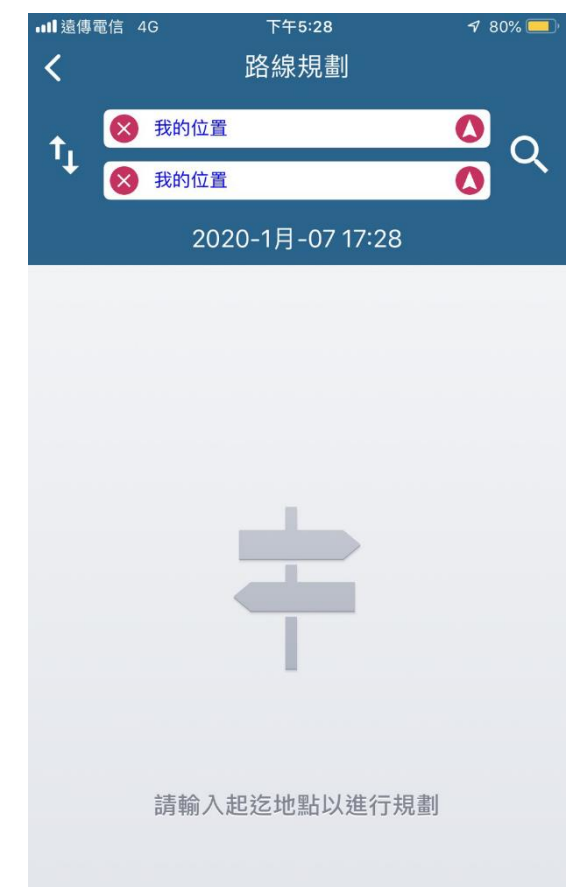 遠傳電信 4G 下午5:28 80%
路線規劃
我的位置
我的位置
2020-1月-07 17:28
請輸入起迄地點以進行規劃